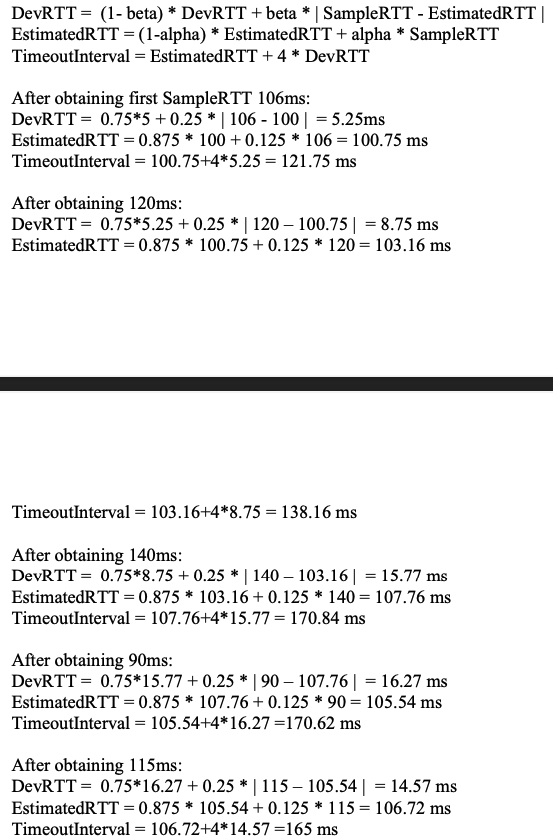 DevRTT = (1- beta) * DevRTT + beta * | SampleRTT - EstimatedRTT |
EstimatedRTT = (1-alpha) * EstimatedRTT + alpha * SampleRTT
TimeoutInterval = EstimatedRTT + 4 * DevRTT
After obtaining first SampleRTT 106ms:
DevRTT = 0.75*5 + 0.25 * | 106 - 100 | = 5.25ms
EstimatedRTT = 0.875 * 100 + 0.125 * 106 = 100.75 ms
TimeoutInterval = 100.75+4*5.25 = 121.75 ms
After obtaining 120ms:
DevRTT = 0.75*5.25 + 0.25 * | 120 – 100.75 | = 8.75 ms
EstimatedRTT = 0.875 * 100.75 + 0.125 * 120 = 103.16 ms
TimeoutInterval = 103.16+4*8.75 = 138.16 ms
After obtaining 140ms:
DevRTT = 0.75*8.75 + 0.25 * | 140 – 103.16 | = 15.77 ms
EstimatedRTT = 0.875 * 103.16 + 0.125 * 140 = 107.76 ms
TimeoutInterval = 107.76+4*15.77 = 170.84 ms
After obtaining 90ms:
DevRTT = 0.75*15.77 + 0.25 * | 90 – 107.76 | = 16.27 ms
EstimatedRTT = 0.875 * 107.76 + 0.125 * 90 = 105.54 ms
TimeoutInterval = 105.54+4*16.27 =170.62 ms
After obtaining 115ms:
DevRTT = 0.75*16.27 + 0.25 * | 115 – 105.54 | = 14.57 ms
EstimatedRTT = 0.875 * 105.54 + 0.125 * 115 = 106.72 ms
TimeoutInterval = 106.72+4*14.57 =165 ms